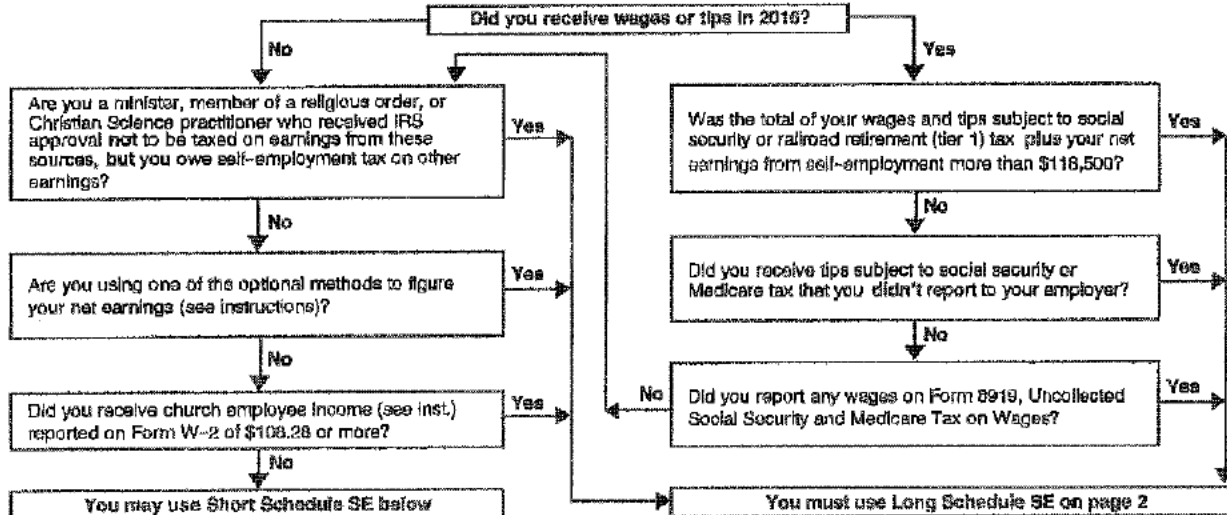 Did you receive wages or tips in 2016?
No
Yes
Are you a minister, member of a religious order, or
Christian Science practitioner who received IRS
approval not to be taxed on earnings from these
sources, but you owe self-employment tax on other
earnings?
Yes
Was the total of your wages and tips subject to social
security or railroad retirement (tier 1) tax plus your net
earnings from self-employment more than $118,500?
Yes
No
No
Are you using one of the optional methods to figure
your net earnings (see instructions)?
Yes
Did you receive tips subject to social security or
Medicare tax that you didn't report to your employer?
Yes
No
No
Did you receive church employee income (see inst.)
reported on Form W-2 of $108.28 or more?
Yes
No
Did you report any wages on Form 8919, Uncollected
Social Security and Medicare Tax on Wages?
Yes
No
You may use Short Schedule SE below
You must use Long Schedule SE on page 2